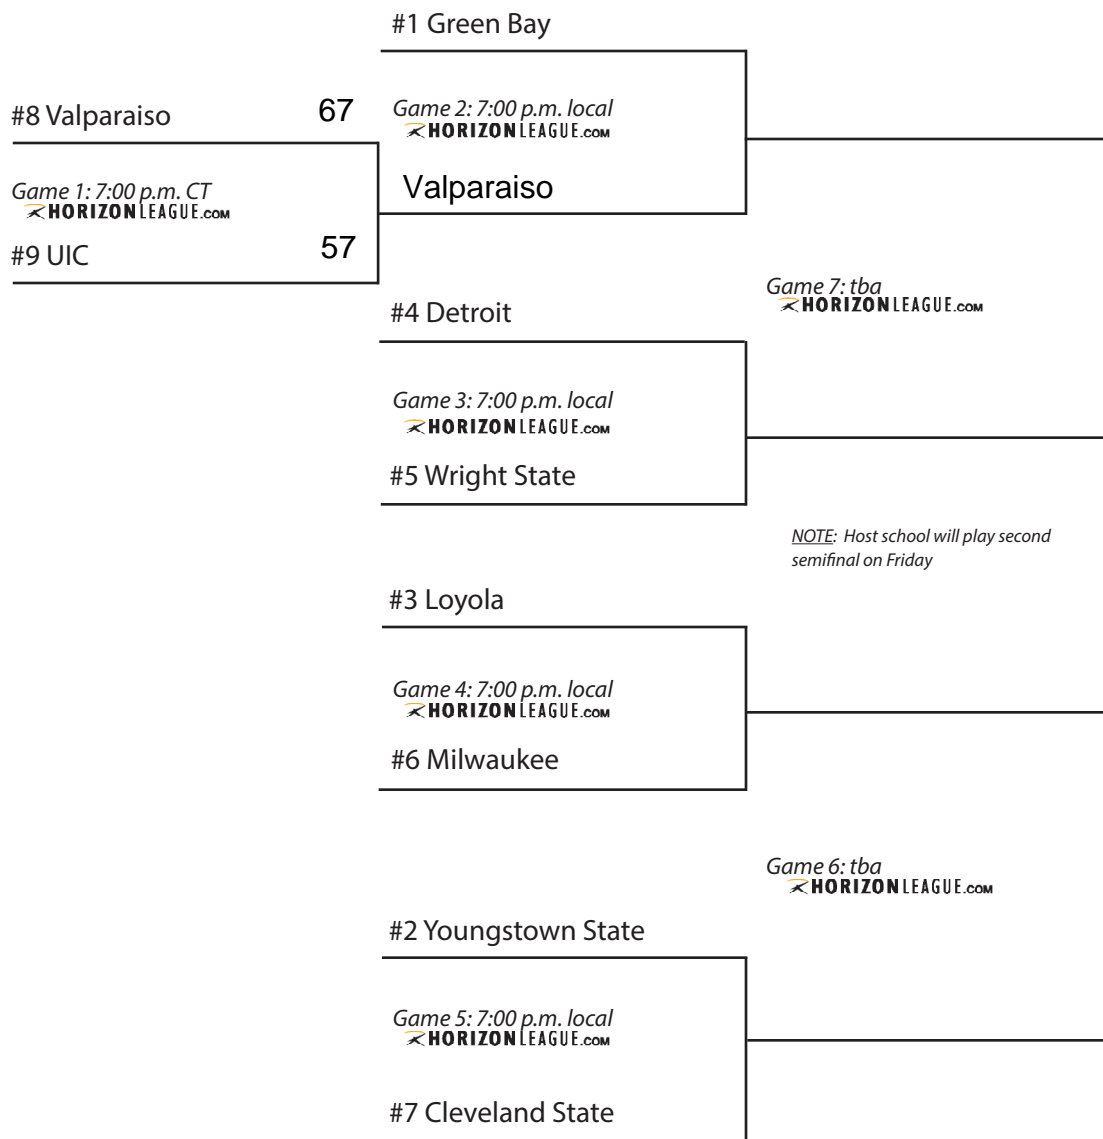 #1 Green Bay
#8 Valparaiso 67
Game 2: 7:00 p.m. local
HORIZONLEAGUE.COM
Game 1: 7:00 p.m. CT
HORIZONLEAGUE.COM
Valparaiso
#9 UIC 57
Game 7: tba
HORIZONLEAGUE.COM
#4 Detroit
Game 3: 7:00 p.m. local
HORIZONLEAGUE.COM
#5 Wright State
NOTE: Host school will play second
semifinal on Friday
#3 Loyola
Game 4: 7:00 p.m. local
HORIZONLEAGUE.COM
#6 Milwaukee
Game 6: tba
HORIZONLEAGUE.COM
#2 Youngstown State
Game 5: 7:00 p.m. local
HORIZONLEAGUE.COM
#7 Cleveland State